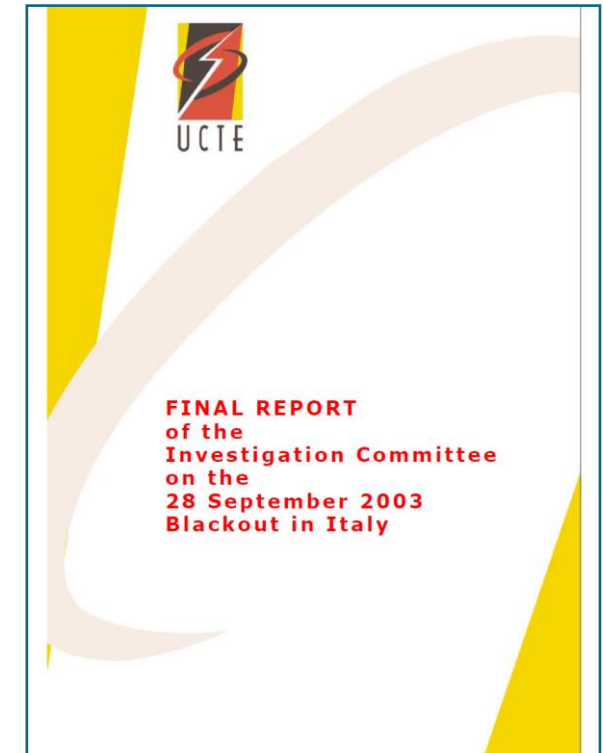 UCTE
FINAL REPORT
of the
Investigation Committee
on the
28 September 2003
Blackout in Italy